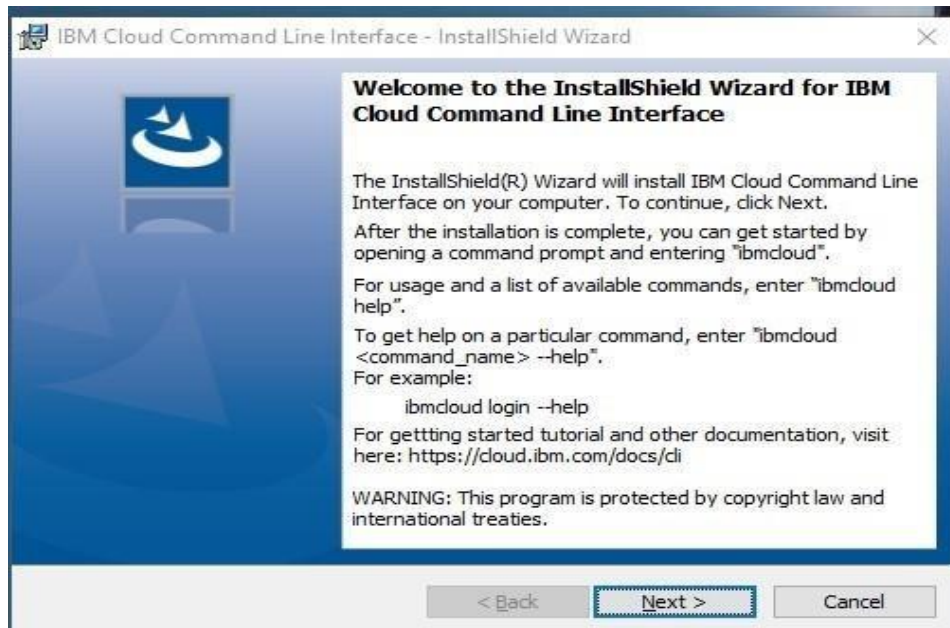 IBM Cloud Command Line Interface - InstallShield Wizard
Welcome to the InstallShield Wizard for IBM
Cloud Command Line Interface
The InstallShield(R) Wizard will install IBM Cloud Command Line
Interface on your computer. To continue, click Next.
After the installation is complete, you can get started by
opening a command prompt and entering "ibmcloud".
For usage and a list of available commands, enter "ibmcloud
help”.
To get help on a particular command, enter "ibmcloud
<command_name> --help".
For example:
ibmcloud login --help
For gettting started tutorial and other documentation, visit
here: https://cloud.ibm.com/docs/cli
WARNING: This program is protected by copyright law and
international treaties.
< Back Next > Cancel